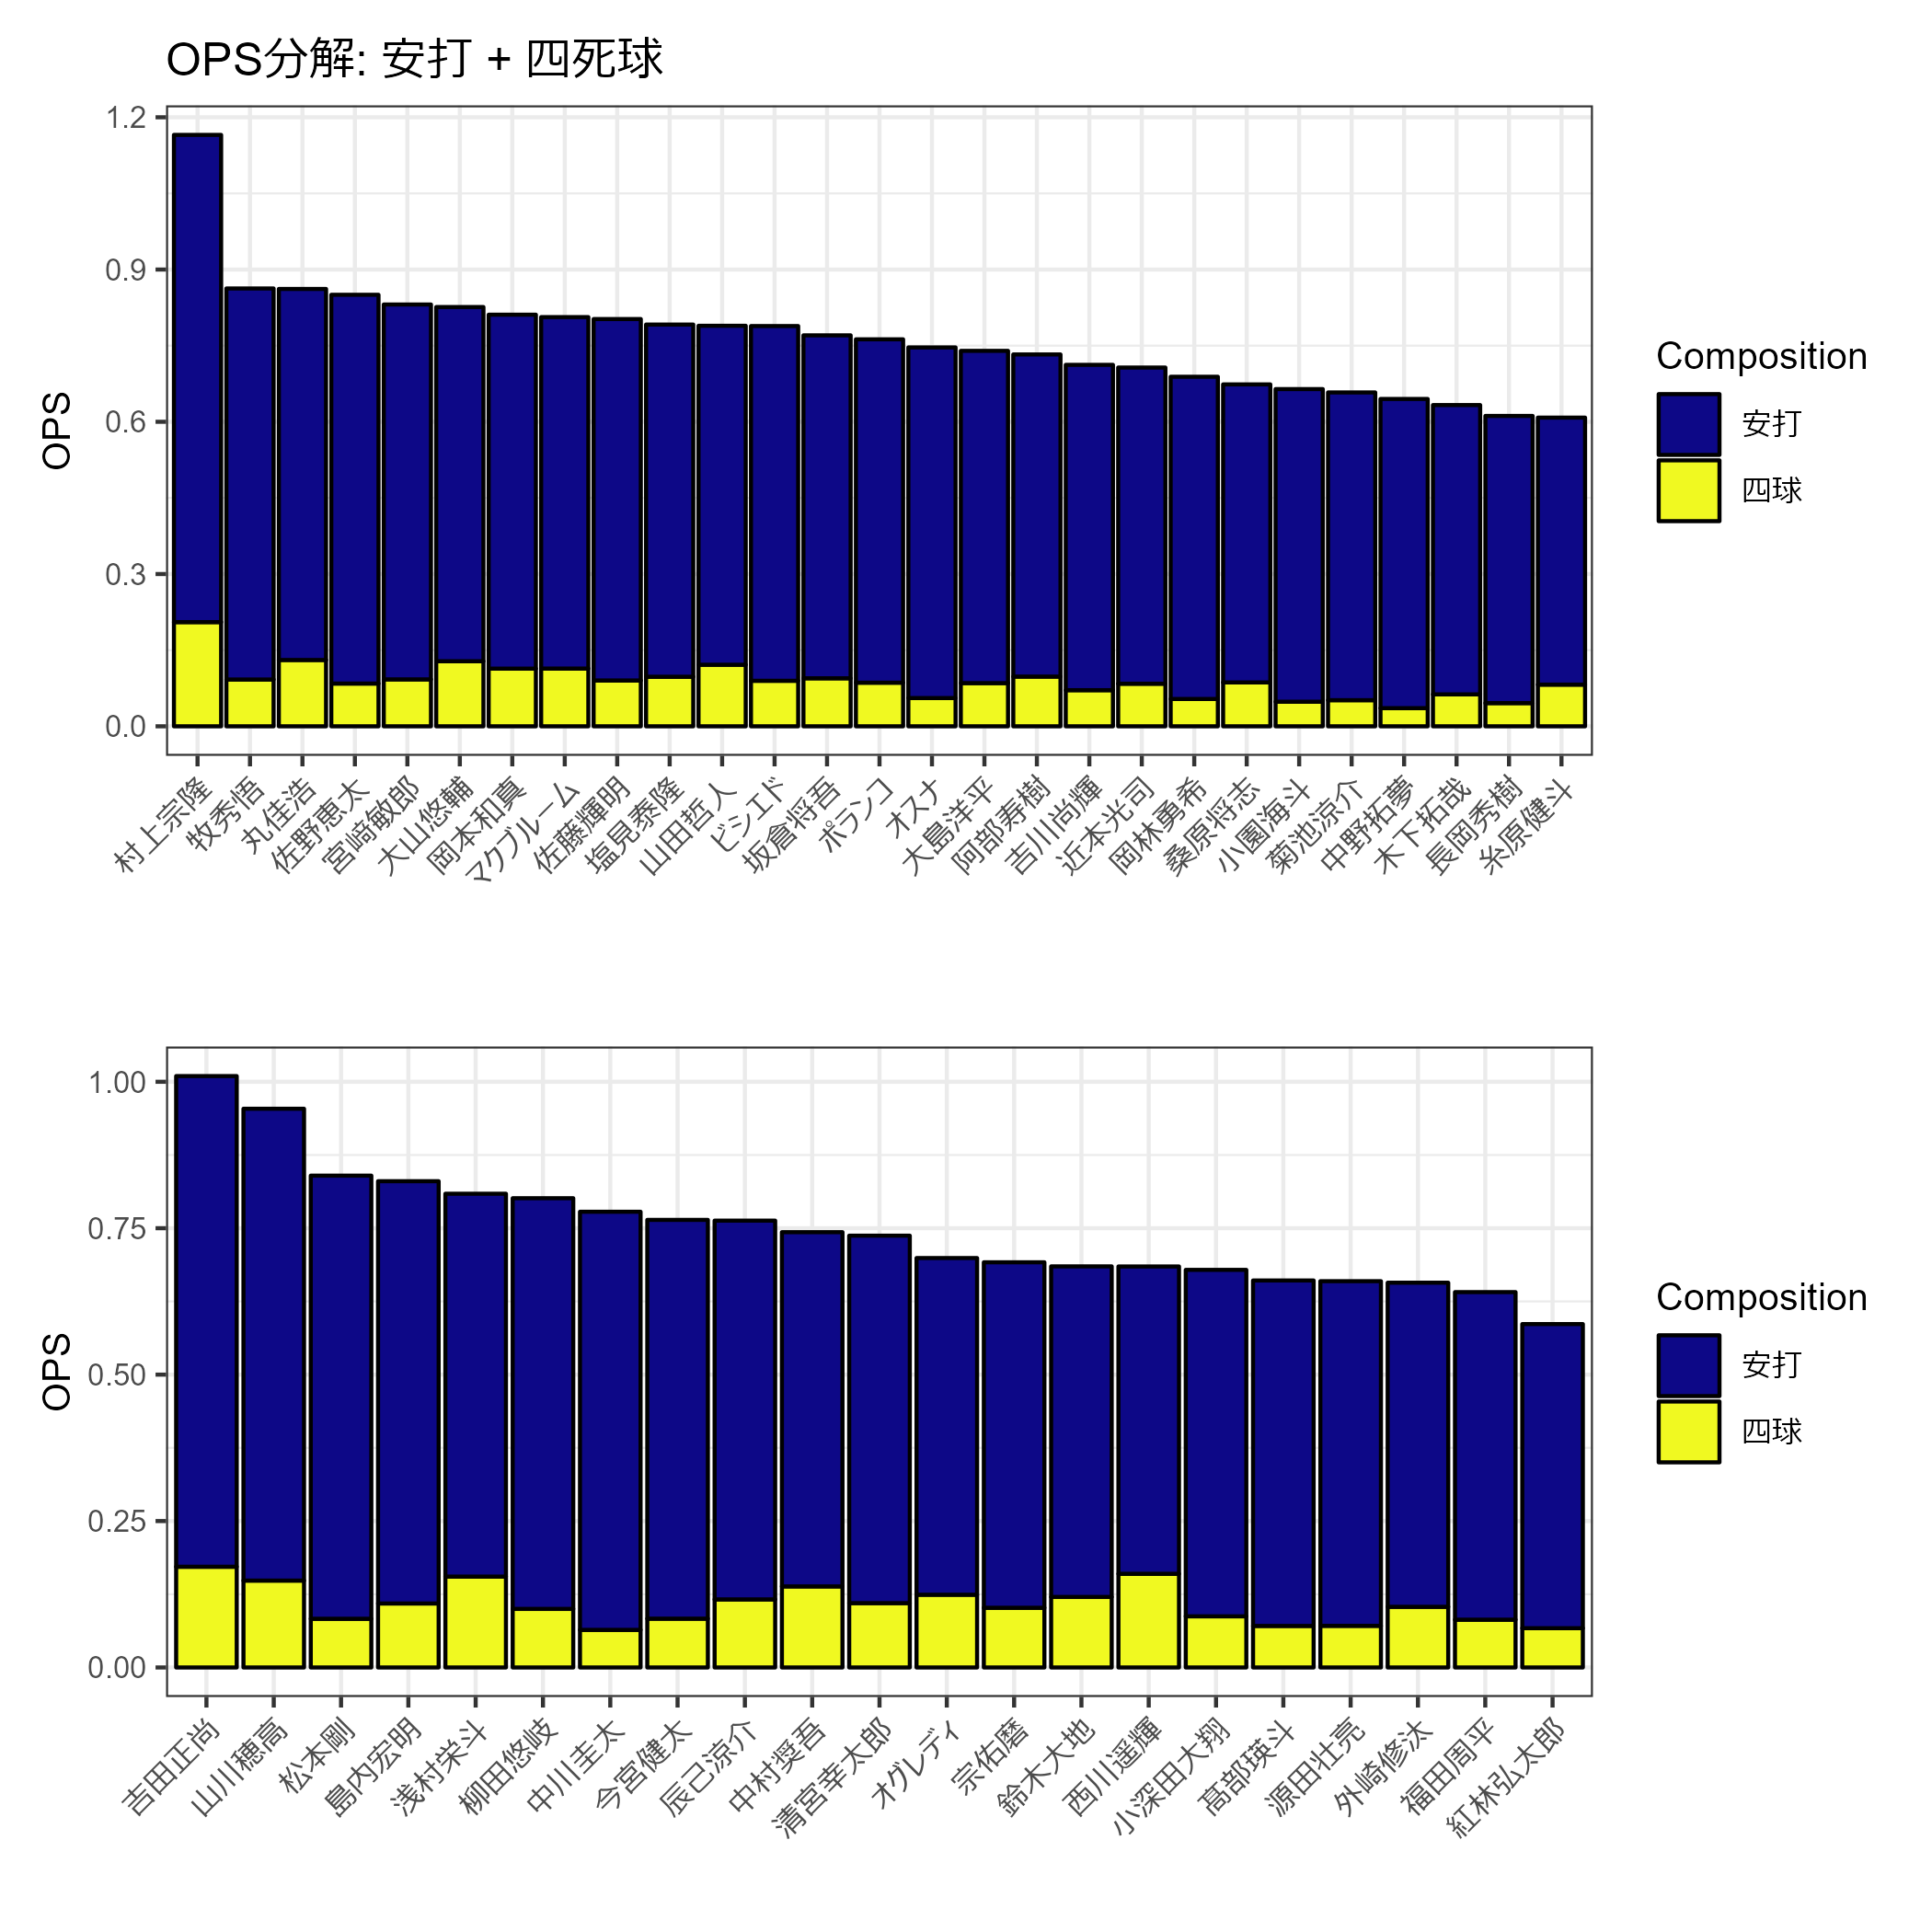 OPS分解: 安打 + 四死球
1.2
0.9
0.6
0.3
0.0
OPS
村上宗隆
牧秀悟
丸佳浩
佐野恵太
宮﨑敏郎
大山悠輔
岡本和真
マクブルーム
佐藤輝明
塩見泰隆
山田哲人
ビシエド
坂倉将吾
ポランコ
オスナ
大島洋平
阿部寿樹
吉川尚輝
近本光司
岡林勇希
桑原将志
小園海斗
菊池涼介
中野拓夢
木下拓哉
長岡秀樹
糸原健斗
Composition
安打
四球
1.00
0.75
0.50
0.25
0.00
OPS
吉田正尚
山川穂高
松本剛
島内宏明
浅村栄斗
柳田悠岐
中川圭太
今宮健太
辰己涼介
中村奨吾
清宮幸太郎
オグレディ
宗佑磨
鈴木大地
西川遥輝
小深田大翔
髙部瑛斗
源田壮亮
外崎修汰
福田周平
紅林弘太郎
Composition
安打
四球